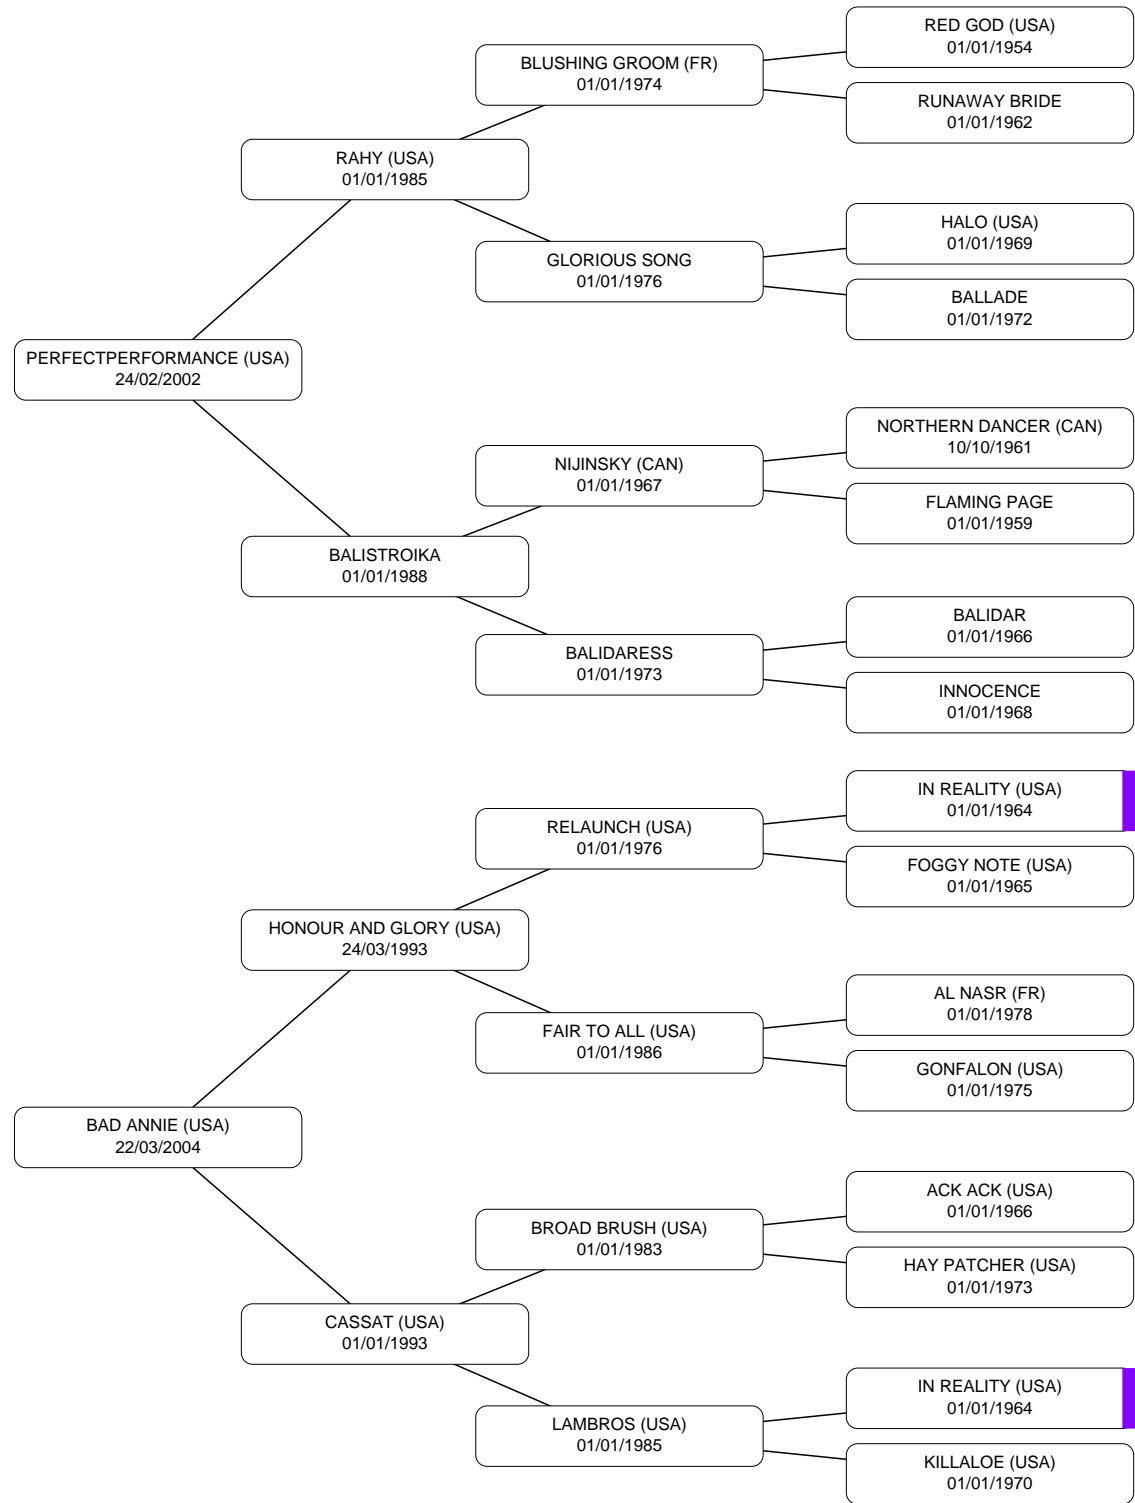 RED GOD (USA)
01/01/1954
BLUSHING GROOM (FR)
01/01/1974
RUNAWAY BRIDE
01/01/1962
RAHY (USA)
01/01/1985
HALO (USA)
01/01/1969
GLORIOUS SONG
01/01/1976
BALLADE
01/01/1972
PERFECTPERFORMANCE (USA)
24/02/2002
NORTHERN DANCER (CAN)
10/10/1961
NIJINSKY (CAN)
01/01/1967
FLAMING PAGE
01/01/1959
BALISTROIKA
01/01/1988
BALIDAR
01/01/1966
BALIDARESS
01/01/1973
INNOCENCE
01/01/1968
IN REALITY (USA)
01/01/1964
RELAUNCH (USA)
01/01/1976
FOGGY NOTE (USA)
01/01/1965
HONOUR AND GLORY (USA)
24/03/1993
AL NASR (FR)
01/01/1978
FAIR TO ALL (USA)
01/01/1986
GONFALON (USA)
01/01/1975
BAD ANNIE (USA)
22/03/2004
ACK ACK (USA)
01/01/1966
BROAD BRUSH (USA)
01/01/1983
HAY PATCHER (USA)
01/01/1973
CASSAT (USA)
01/01/1993
IN REALITY (USA)
01/01/1964
LAMBROS (USA)
01/01/1985
KILLALOE (USA)
01/01/1970